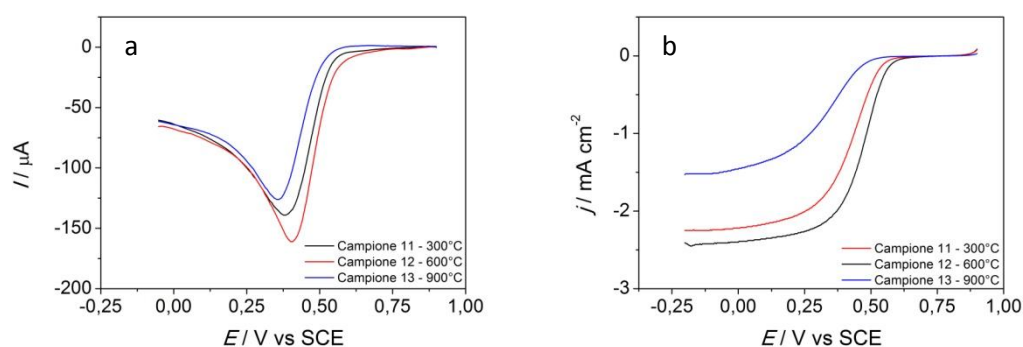 a
I / μA
0
-50
-100
-150
-200
-0,25 0,00 0,25 0,50 0,75 1,00
E / V vs SCE
Campione 11 - 300°C
Campione 12 - 600°C
Campione 13 - 900°C
b
j / mA cm-2
0
-1
-2
-3
-0,25 0,00 0,25 0,50 0,75 1,00
E / V vs SCE
Campione 11 - 300°C
Campione 12 - 600°C
Campione 13 - 900°C